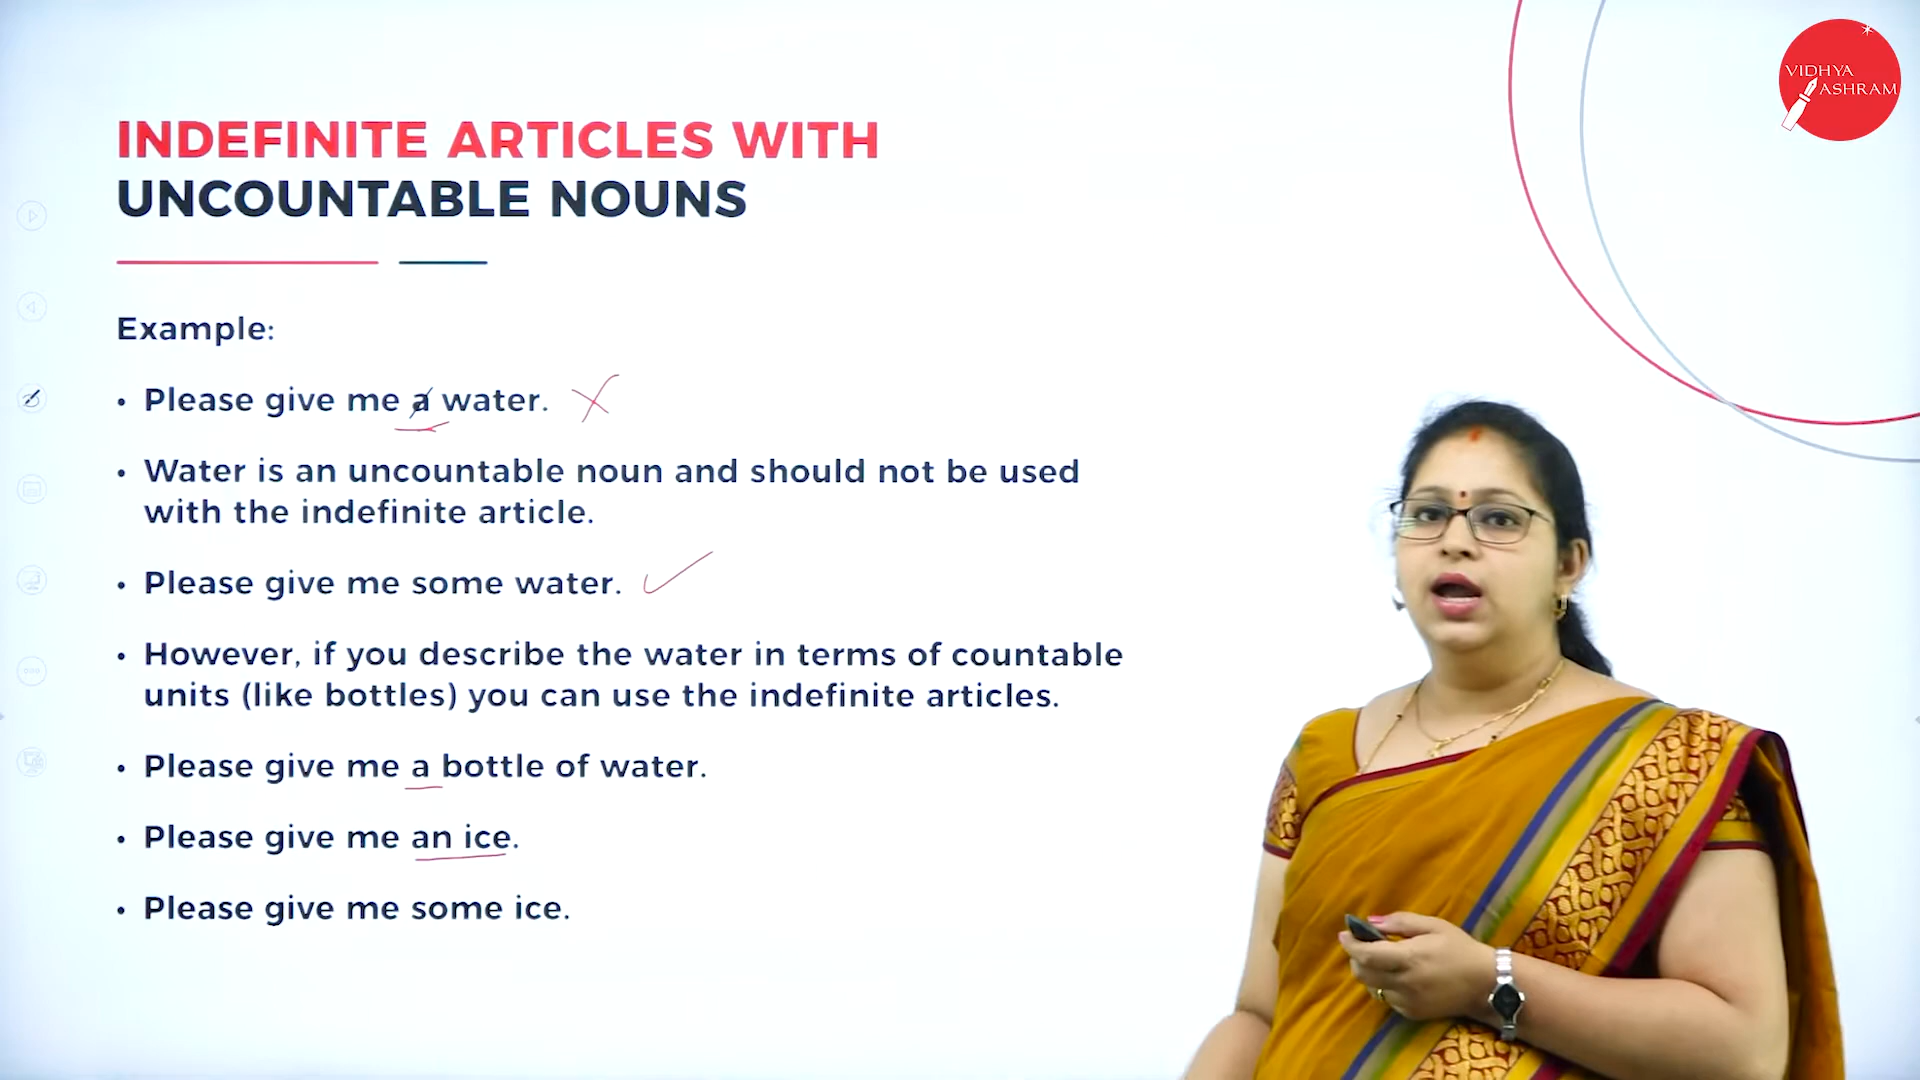 VIDHYA
ASHRAM
INDEFINITE ARTICLES WITH
UNCOUNTABLE NOUNS
Example:
• Please give me a water.
• Water is an uncountable noun and should not be used
with the indefinite article.
• Please give me some water.
• However, if you describe the water in terms of countable
units (like bottles) you can use the indefinite articles.
• Please give me a bottle of water.
• Please give me an ice.
• Please give me some ice.